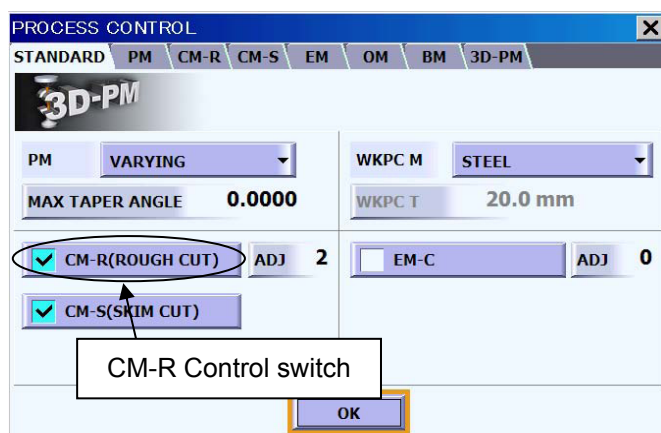 PROCESS CONTROL
STANDARD PM CM-R CM-S EM OM BM 3D-PM
3D-PM
PM VARYING WKPC M STEEL
MAX TAPER ANGLE 0.0000 WKPC T 20.0 mm
CM-R(ROUGH CUT) ADJ 2 EM-C ADJ 0
CM-S(SKIM CUT)
CM-R Control switch
OK